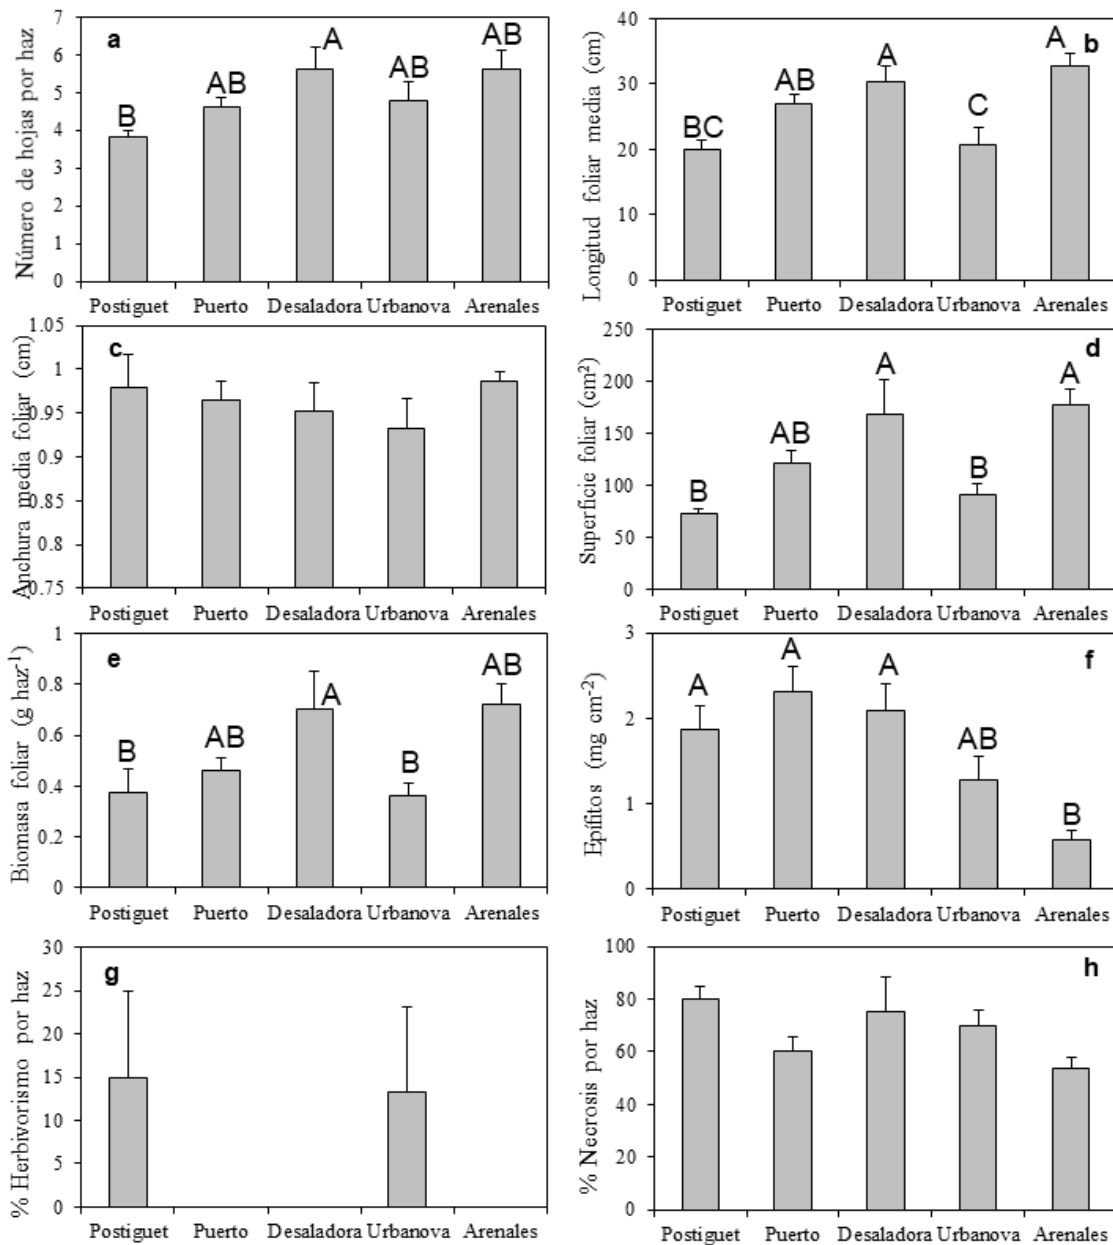 a
Número de hojas por haz
7
6
5
4
3
2
1
0
B
AB
A
AB
AB
Postiguet Puerto Desaladora Urbanova Arenales
b
Longitud foliar media (cm)
40
30
20
10
0
BC
AB
A
C
A
Postiguet Puerto Desaladora Urbanova Arenales
c
Anchura media foliar (cm)
1.05
1
0.95
0.9
0.85
0.8
0.75
Postiguet Puerto Desaladora Urbanova Arenales
d
Superficie foliar (cm²)
250
200
150
100
50
0
B
AB
A
B
A
Postiguet Puerto Desaladora Urbanova Arenales
e
Biomasa foliar (g haz⁻¹)
1
0.8
0.6
0.4
0.2
0
B
AB
A
B
AB
Postiguet Puerto Desaladora Urbanova Arenales
f
Epífitos (mg cm⁻²)
3
2
1
0
A
A
A
AB
B
Postiguet Puerto Desaladora Urbanova Arenales
g
% Herbivorismo por haz
30
25
20
15
10
5
0
Postiguet Puerto Desaladora Urbanova Arenales
h
% Necrosis por haz
100
80
60
40
20
0
Postiguet Puerto Desaladora Urbanova Arenales